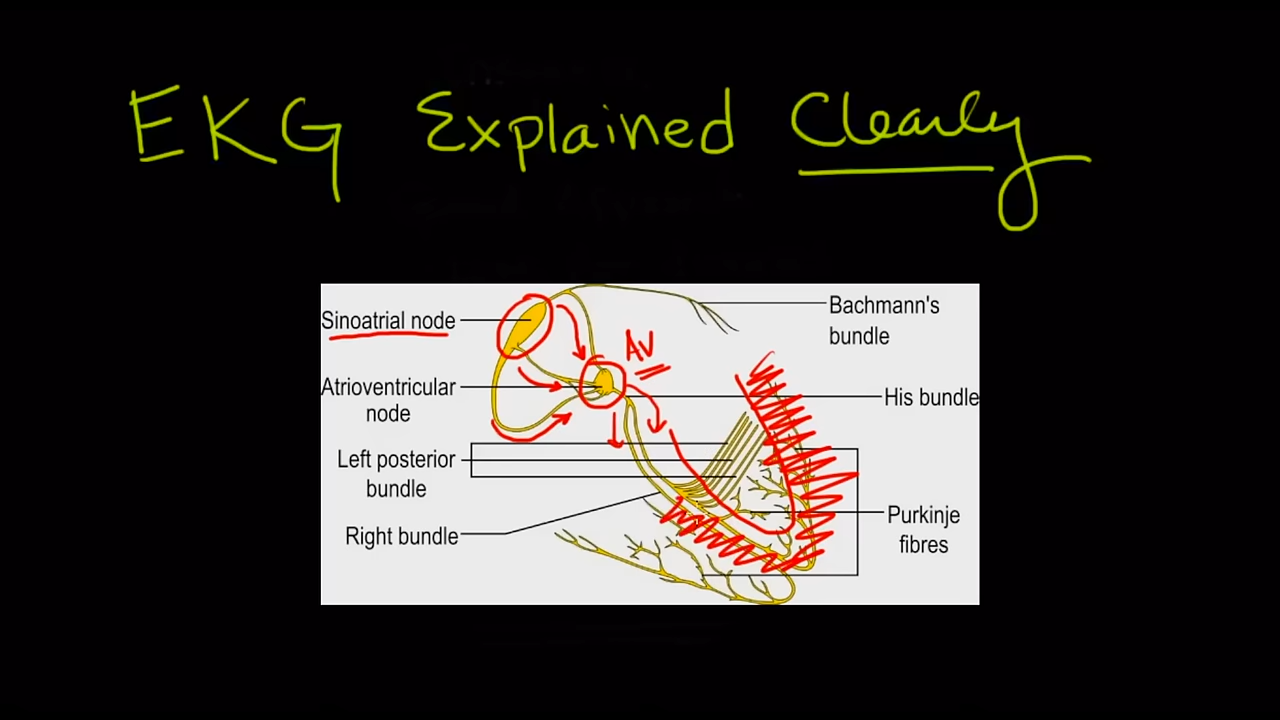 EKG Explained Clearly
Sinoatrial node
Bachmann's
bundle
AV
Atrioventricular
node
His bundle
Left posterior
bundle
Right bundle
Purkinje
fibres